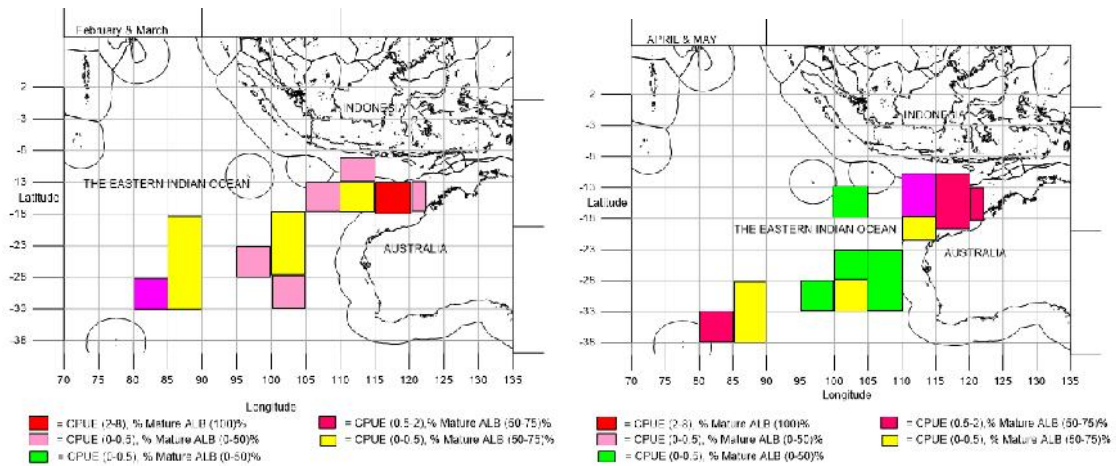 February & March
INDONESIA
THE EASTERN INDIAN OCEAN
AUSTRALIA
Latitude
2
-3
-8
-13
-18
-23
-28
-33
-38
70 75 80 85 90 95 100 105 110 115 120 125 130 135
Longitude
= CPUE (2-8), % Mature ALB (100)%
= CPUE (0-0.5), % Mature ALB (0-50)%
= CPUE (0-0.5), % Mature ALB (0-50)%
= CPUE (0.5-2),% Mature ALB (50-75)%
= CPUE (0-0.5), % Mature ALB (50-75)%
APRIL & MAY
INDONESIA
THE EASTERN INDIAN OCEAN
AUSTRALIA
Latitude
2
-3
-8
-13
-18
-23
-28
-33
-38
70 75 80 85 90 95 100 105 110 115 120 125 130 135
Longitude
= CPUE (2-8), % Mature ALB (100)%
= CPUE (0-0.5), % Mature ALB (0-50)%
= CPUE (0-0.5), % Mature ALB (0-50)%
= CPUE (0.5-2),% Mature ALB (50-75)%
= CPUE (0-0.5), % Mature ALB (50-75)%